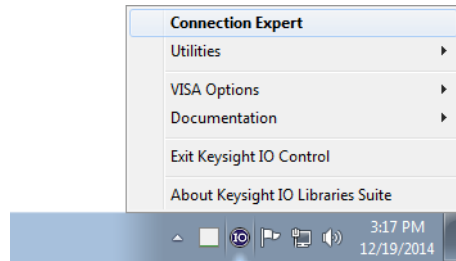 Connection Expert
Utilities
VISA Options
Documentation
Exit Keysight IO Control
About Keysight IO Libraries Suite
IO
3:17 PM
12/19/2014